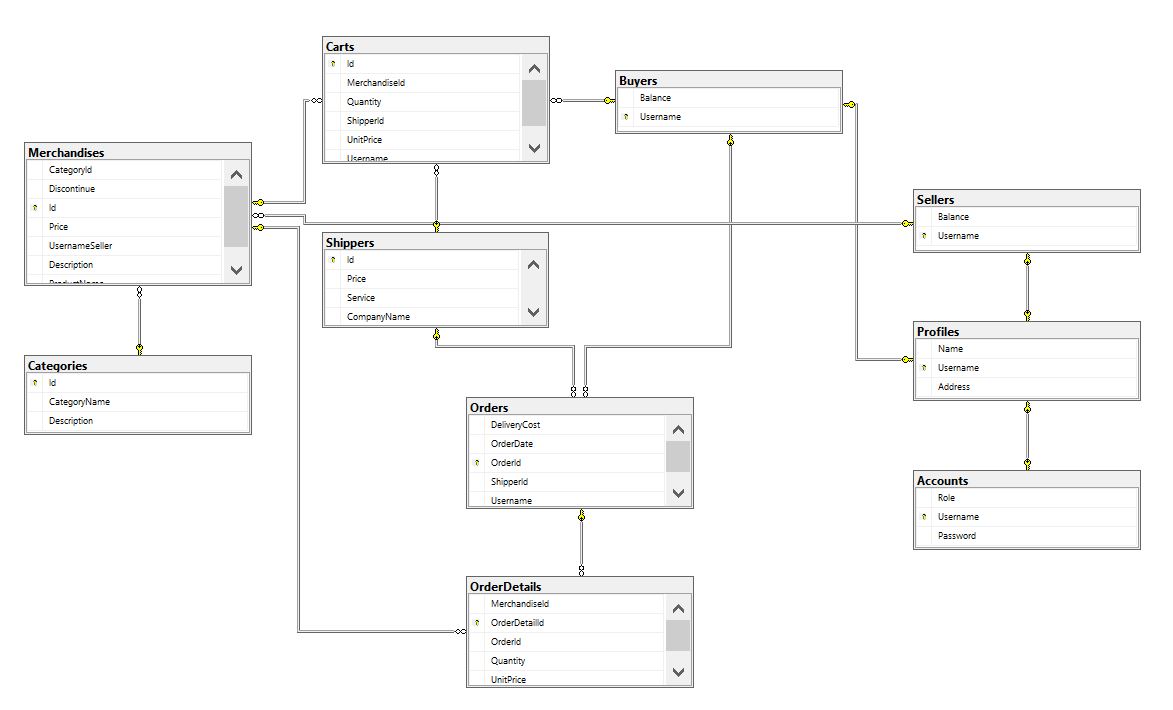 Carts
Id
MerchandiseId
Quantity
ShipperId
UnitPrice
Username
Buyers
Balance
Username
Merchandises
CategoryId
Discontinue
Id
Price
UsernameSeller
Description
ProductName
Sellers
Balance
Username
Shippers
Id
Price
Service
CompanyName
Profiles
Name
Username
Address
Categories
Id
CategoryName
Description
Orders
DeliveryCost
OrderDate
OrderId
ShipperId
Username
Accounts
Role
Username
Password
OrderDetails
MerchandiseId
OrderDetailId
OrderId
Quantity
UnitPrice